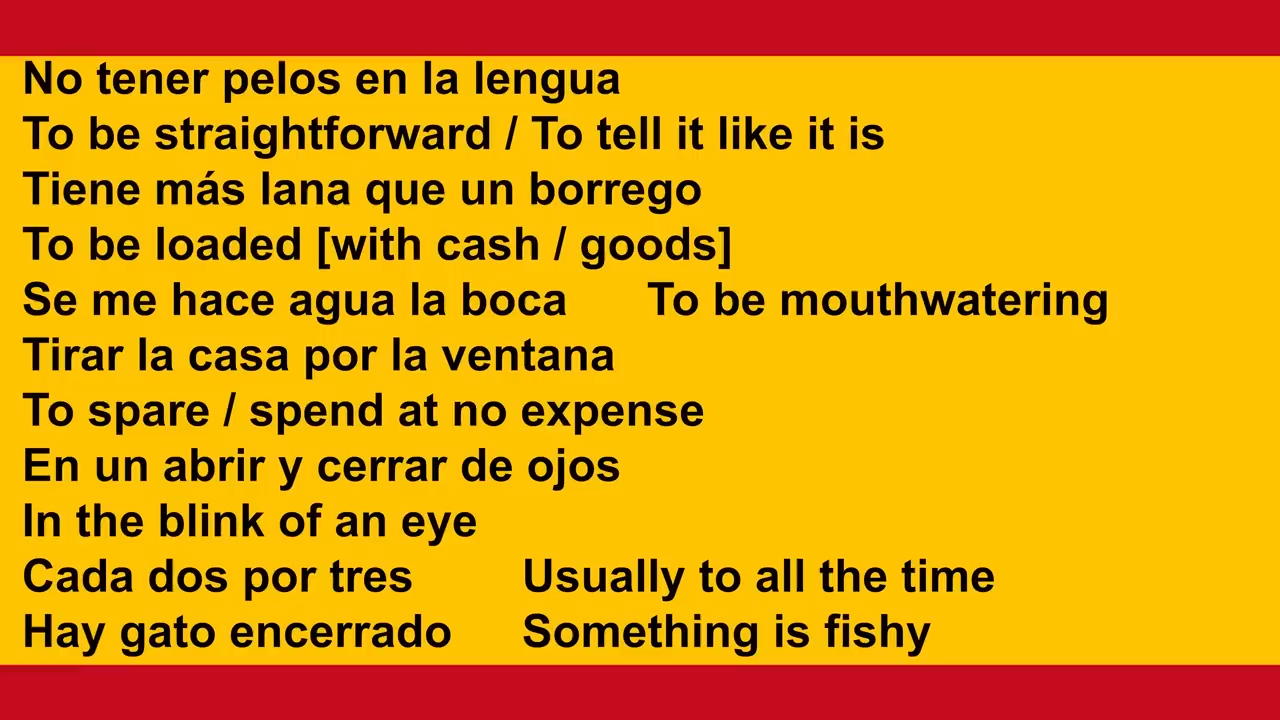 No tener pelos en la lengua
To be straightforward / To tell it like it is
Tiene más lana que un borrego
To be loaded [with cash / goods]
Se me hace agua la boca To be mouthwatering
Tirar la casa por la ventana
To spare / spend at no expense
En un abrir y cerrar de ojos
In the blink of an eye
Cada dos por tres Usually to all the time
Hay gato encerrado Something is fishy